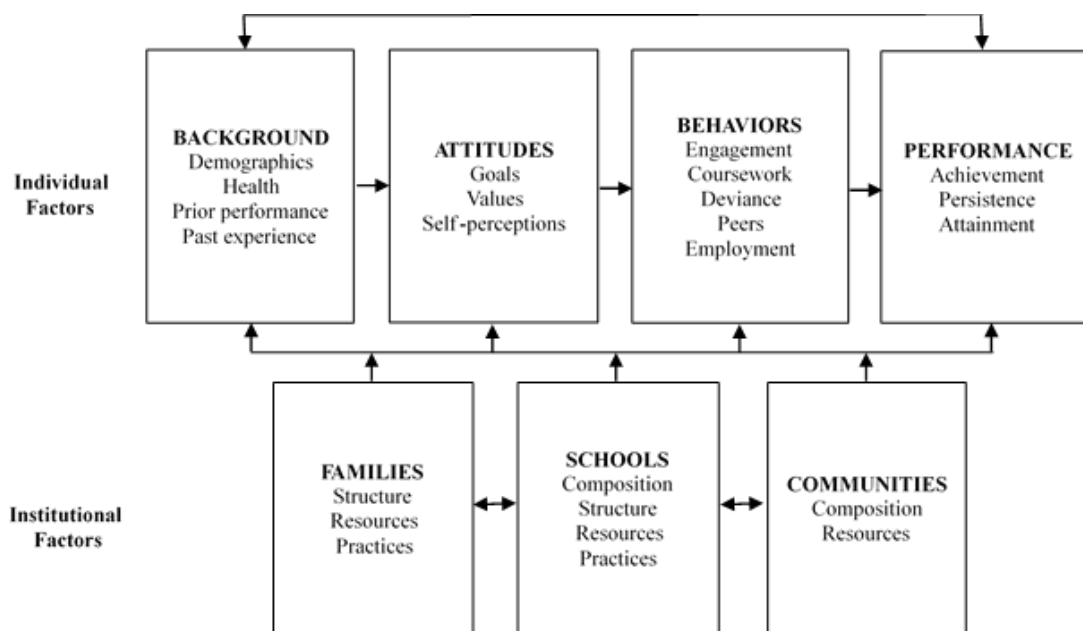 Individual
Factors
BACKGROUND
Demographics
Health
Prior performance
Past experience
ATTITUDES
Goals
Values
Self-perceptions
BEHAVIORS
Engagement
Coursework
Deviance
Peers
Employment
PERFORMANCE
Achievement
Persistence
Attainment
Institutional
Factors
FAMILIES
Structure
Resources
Practices
SCHOOLS
Composition
Structure
Resources
Practices
COMMUNITIES
Composition
Resources